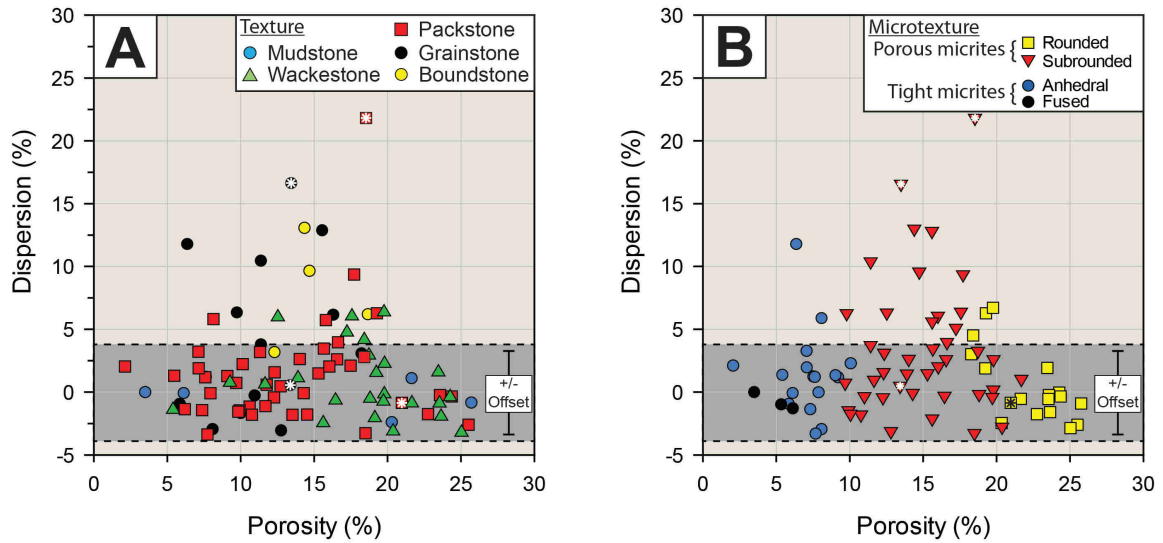 A
Texture
Mudstone
Wackestone
Packstone
Grainstone
Boundstone
30
25
20
15
10
5
0
-5
Dispersion (%)
+/-
Offset
0 5 10 15 20 25 30
Porosity (%)
B
Microtexture
Porous micrites { Rounded
Subrounded
Tight micrites { Anhedral
Fused
30
25
20
15
10
5
0
-5
Dispersion (%)
+/-
Offset
0 5 10 15 20 25 30
Porosity (%)